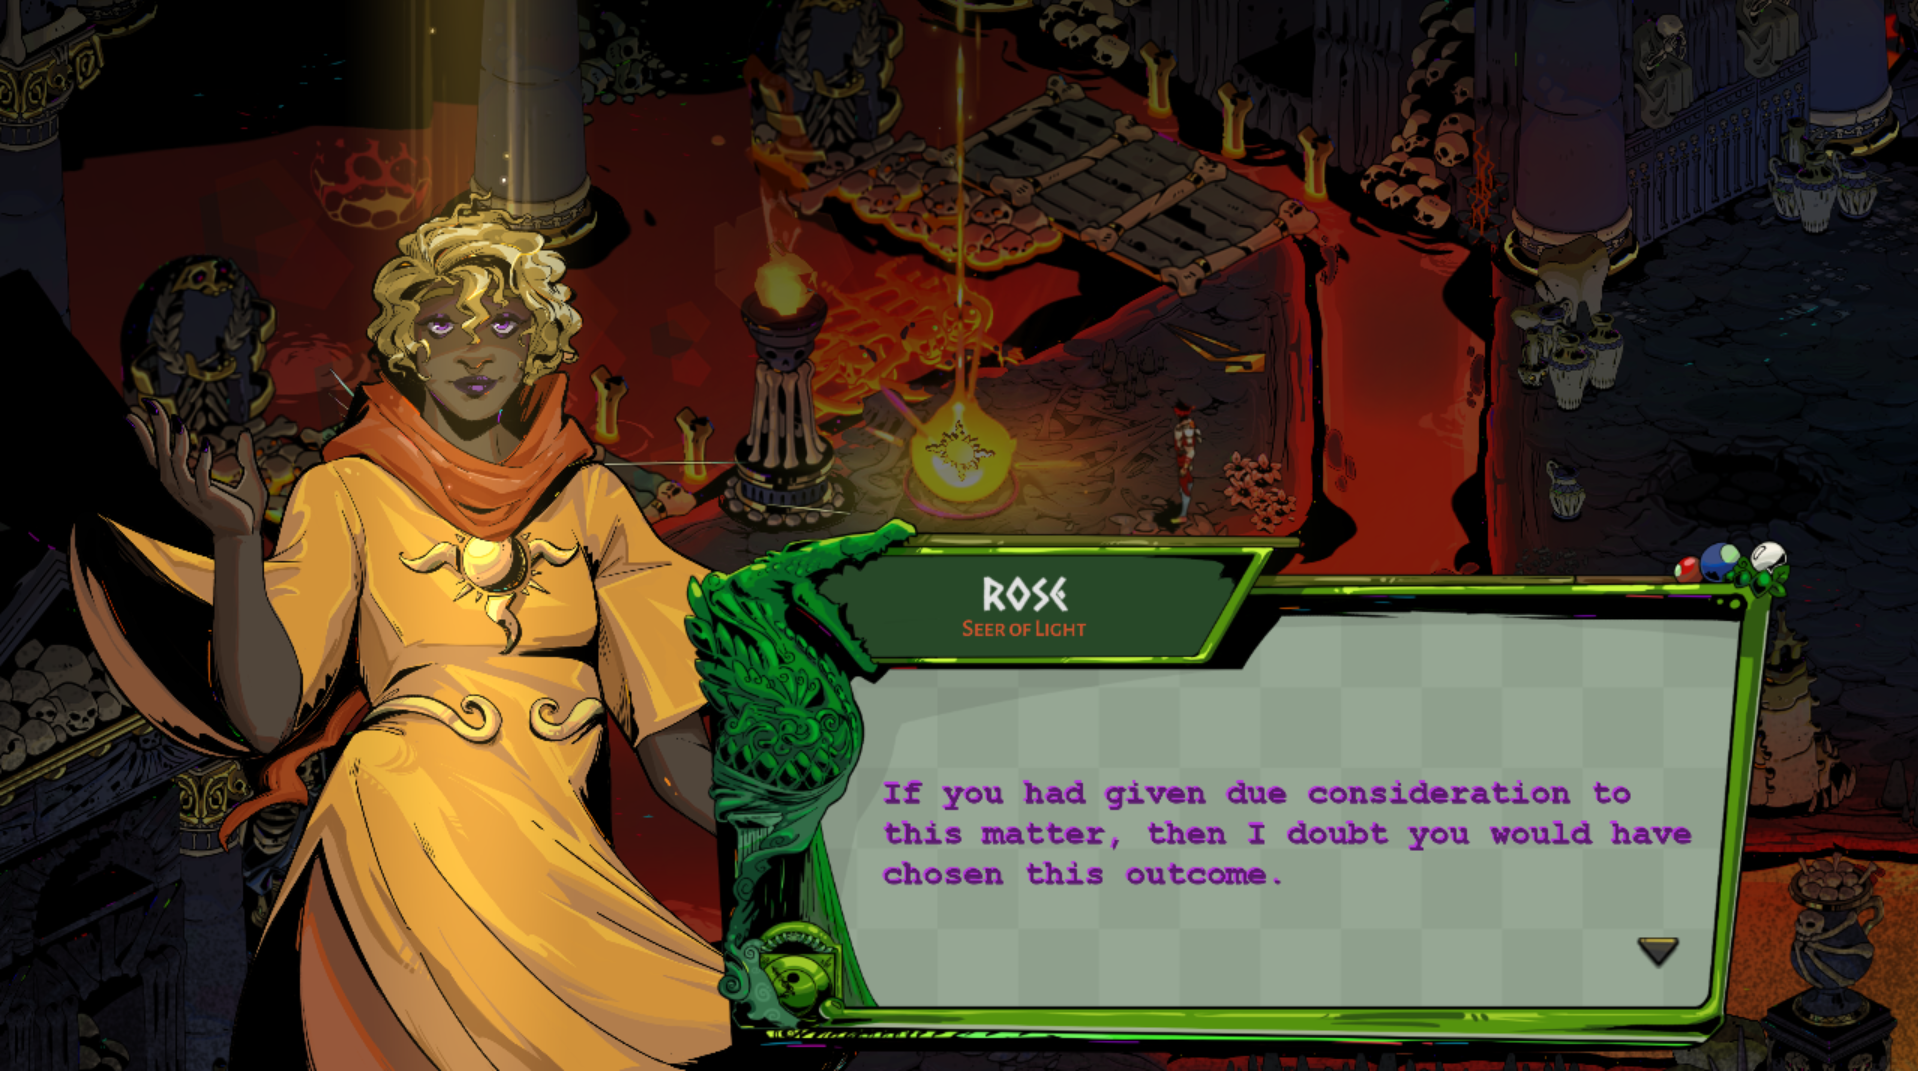 ROSE
SEER OF LIGHT
If you had given due consideration to
this matter, then I doubt you would have
chosen this outcome.